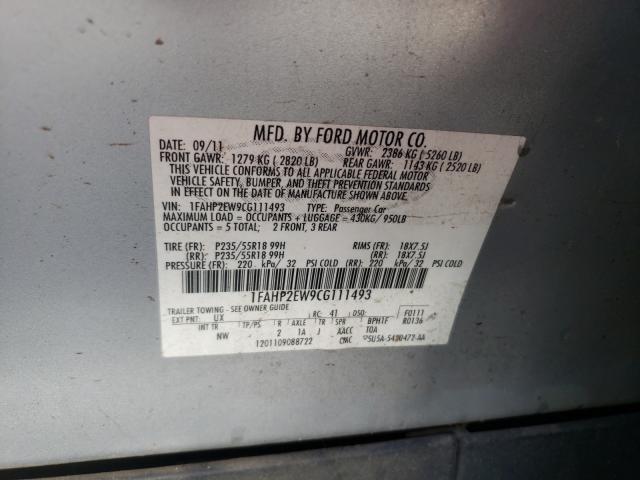 MFD. BY FORD MOTOR CO.
DATE: 09/11 GVWR: 2386 KG ( 5260 LB)
FRONT GAWR: 1279 KG ( 2820 LB) REAR GAWR: 1143 KG ( 2520 LB)
THIS VEHICLE CONFORMS TO ALL APPLICABLE FEDERAL MOTOR
VEHICLE SAFETY, BUMPER, AND THEFT PREVENTION STANDARDS
IN EFFECT ON THE DATE OF MANUFACTURE SHOWN ABOVE.
VIN: 1FAHP2EW9CG111493 TYPE: Passenger Car
MAXIMUM LOAD = OCCUPANTS + LUGGAGE = 430KG/ 950LB
OCCUPANTS = 5 TOTAL; 2 FRONT, 3 REAR
TIRE (FR): P235/55R18 99H RIMS (FR): 18X7.5J
(RR): P235/55R18 99H (RR): 18X7.5J
PRESSURE (FR): 220 kPa/ 32 PSI COLD (RR): 220 kPa/ 32 PSI COLD
1FAHP2EW9CG111493
TRAILER TOWING - SEE OWNER GUIDE F0111
EXT PNT: UX RC: 41 DSO: R0136
INT TR TP/PS R AXLE TR SPR BPH1F
NW 2 1A J AACC TOA
1201109088722 CMC